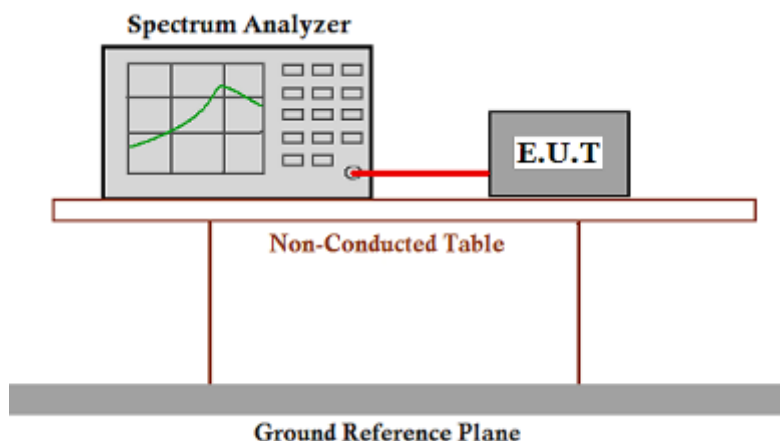 Spectrum Analyzer
E.U.T
Non-Conducted Table
Ground Reference Plane